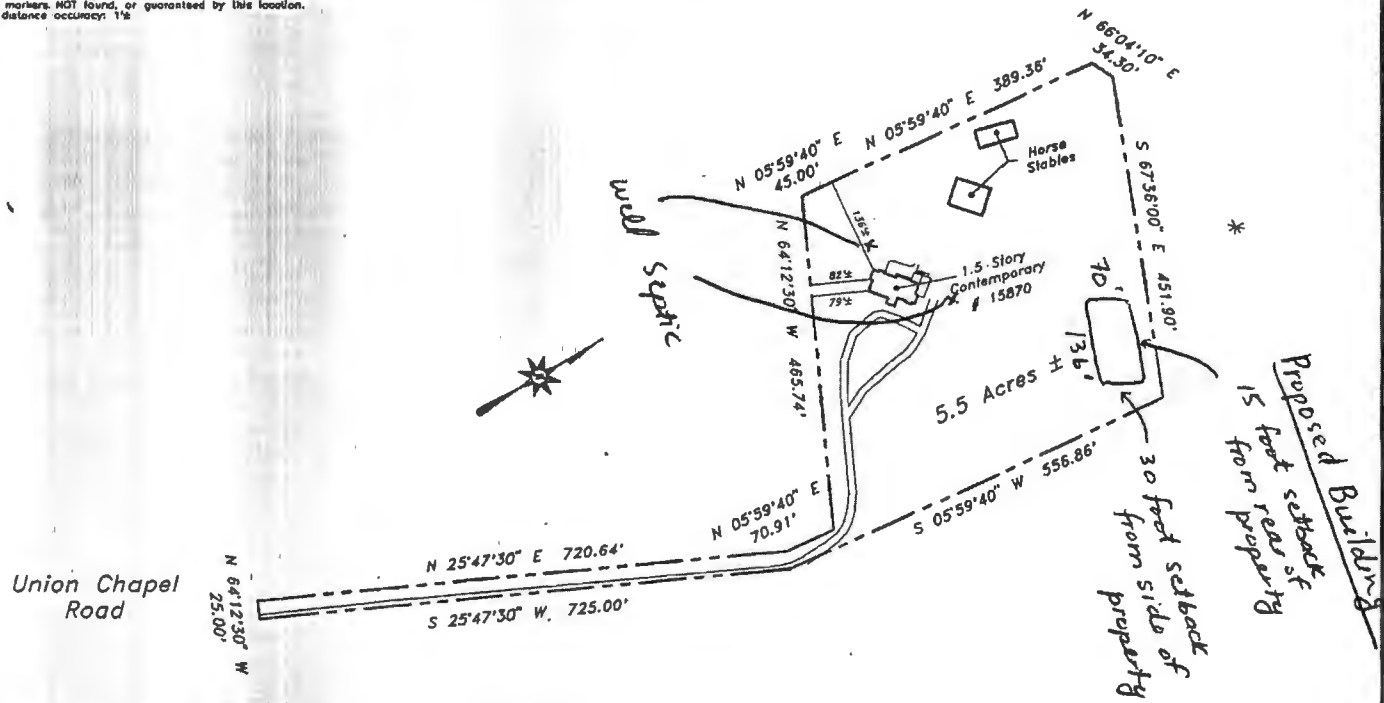 markers NOT found, or guaranteed by this location.
distance accuracy: 1'±
N 66°04'10" E
34.30'
N 05°59'40" E 389.36'
N 05°59'40" E
45.00'
Horse
Stables
S 67°36'00" E 451.90'
*
well
Septic
136'±
82'±
79'±
N 64°12'30" W 465.74'
1.5-Story
Contemporary
# 15870
70'
136'
5.5 Acres ±
Proposed Building
15 foot setback
from rear of
property
30 foot setback
from side of
property
S 05°59'40" W 556.86'
N 05°59'40" E
70.91'
N 25°47'30" E 720.64'
S 25°47'30" W. 725.00'
N 64°12'30" W
25.00'
Union Chapel
Road